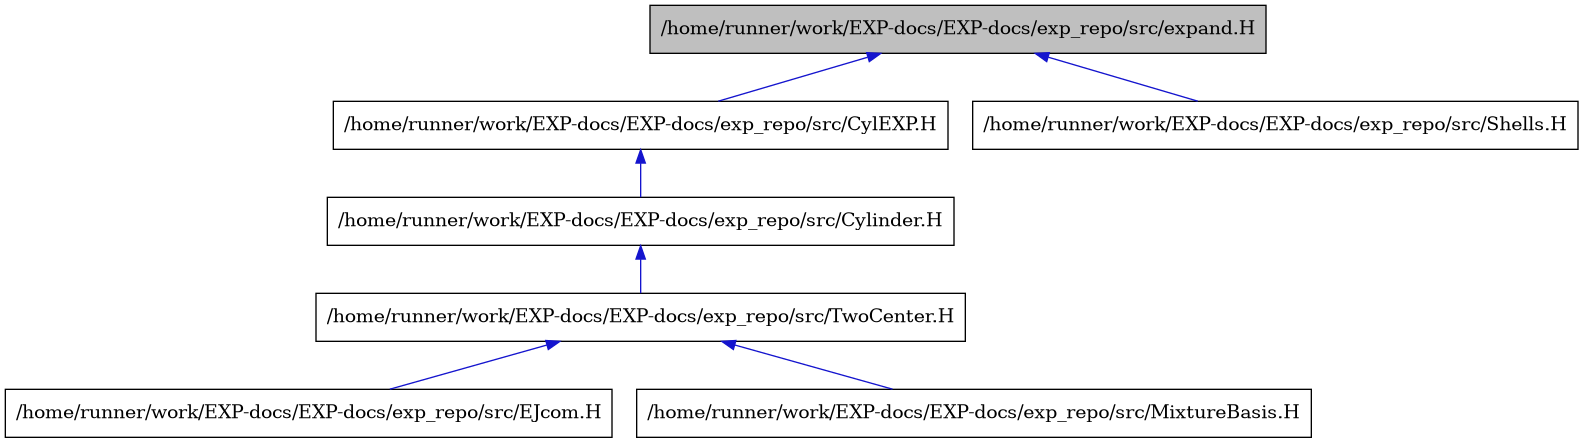 /home/runner/work/EXP-docs/EXP-docs/exp_repo/src/expand.H
/home/runner/work/EXP-docs/EXP-docs/exp_repo/src/CylEXP.H
/home/runner/work/EXP-docs/EXP-docs/exp_repo/src/Shells.H
/home/runner/work/EXP-docs/EXP-docs/exp_repo/src/Cylinder.H
/home/runner/work/EXP-docs/EXP-docs/exp_repo/src/TwoCenter.H
/home/runner/work/EXP-docs/EXP-docs/exp_repo/src/EJcom.H
/home/runner/work/EXP-docs/EXP-docs/exp_repo/src/MixtureBasis.H